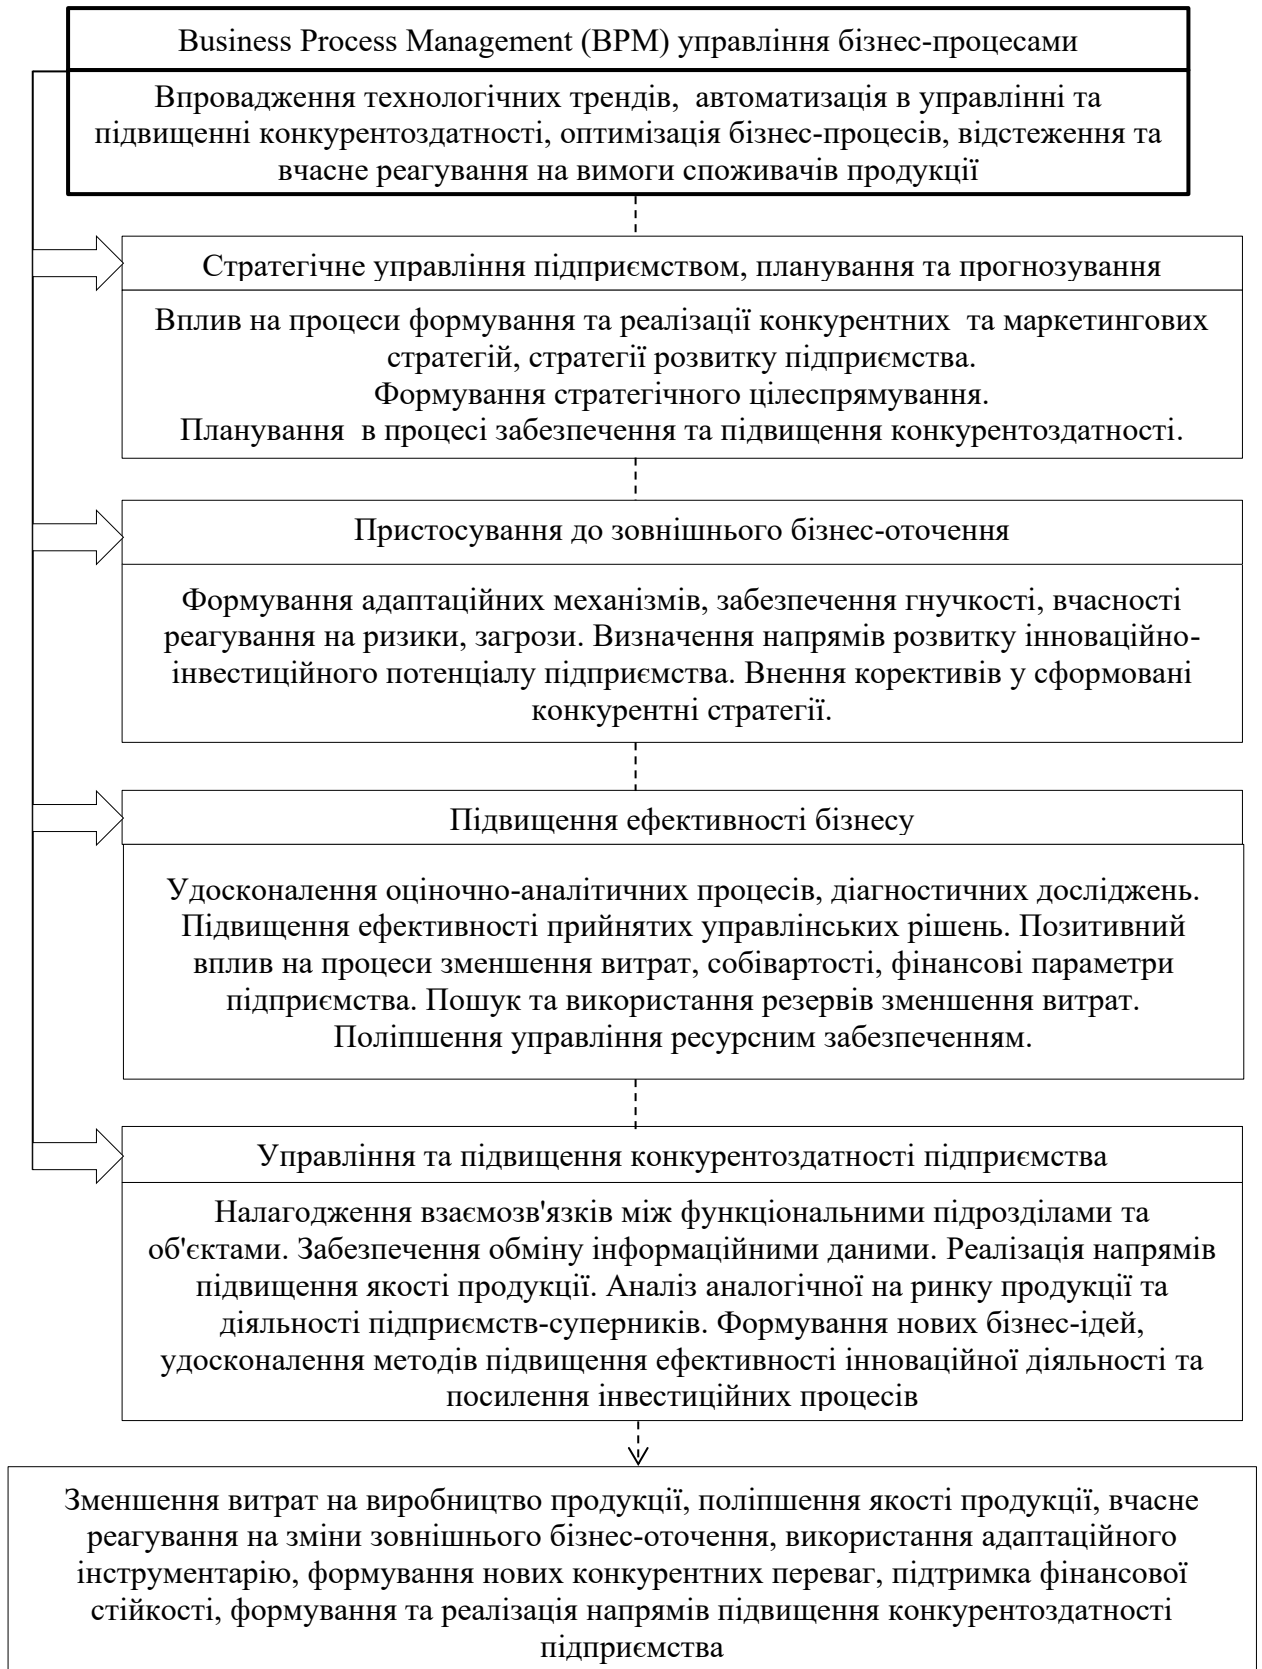 Business Process Management (BPM) управління бізнес-процесами
Впровадження технологічних трендів, автоматизація в управлінні та
підвищенні конкурентоздатності, оптимізація бізнес-процесів, відстеження та
вчасне реагування на вимоги споживачів продукції
Стратегічне управління підприємством, планування та прогнозування
Вплив на процеси формування та реалізації конкурентних та маркетингових
стратегій, стратегії розвитку підприємства.
Формування стратегічного цілеспрямування.
Планування в процесі забезпечення та підвищення конкурентоздатності.
Пристосування до зовнішнього бізнес-оточення
Формування адаптаційних механізмів, забезпечення гнучкості, вчасності
реагування на ризики, загрози. Визначення напрямів розвитку інноваційно-
інвестиційного потенціалу підприємства. Внення корективів у сформовані
конкурентні стратегії.
Підвищення ефективності бізнесу
Удосконалення оціночно-аналітичних процесів, діагностичних досліджень.
Підвищення ефективності прийнятих управлінських рішень. Позитивний
вплив на процеси зменшення витрат, собівартості, фінансові параметри
підприємства. Пошук та використання резервів зменшення витрат.
Поліпшення управління ресурсним забезпеченням.
Управління та підвищення конкурентоздатності підприємства
Налагодження взаємозв'язків між функціональними підрозділами та
об'єктами. Забезпечення обміну інформаційними даними. Реалізація напрямів
підвищення якості продукції. Аналіз аналогічної на ринку продукції та
діяльності підприємств-суперників. Формування нових бізнес-ідей,
удосконалення методів підвищення ефективності інноваційної діяльності та
посилення інвестиційних процесів
Зменшення витрат на виробництво продукції, поліпшення якості продукції, вчасне
реагування на зміни зовнішнього бізнес-оточення, використання адаптаційного
інструментарію, формування нових конкурентних переваг, підтримка фінансової
стійкості, формування та реалізація напрямів підвищення конкурентоздатності
підприємства